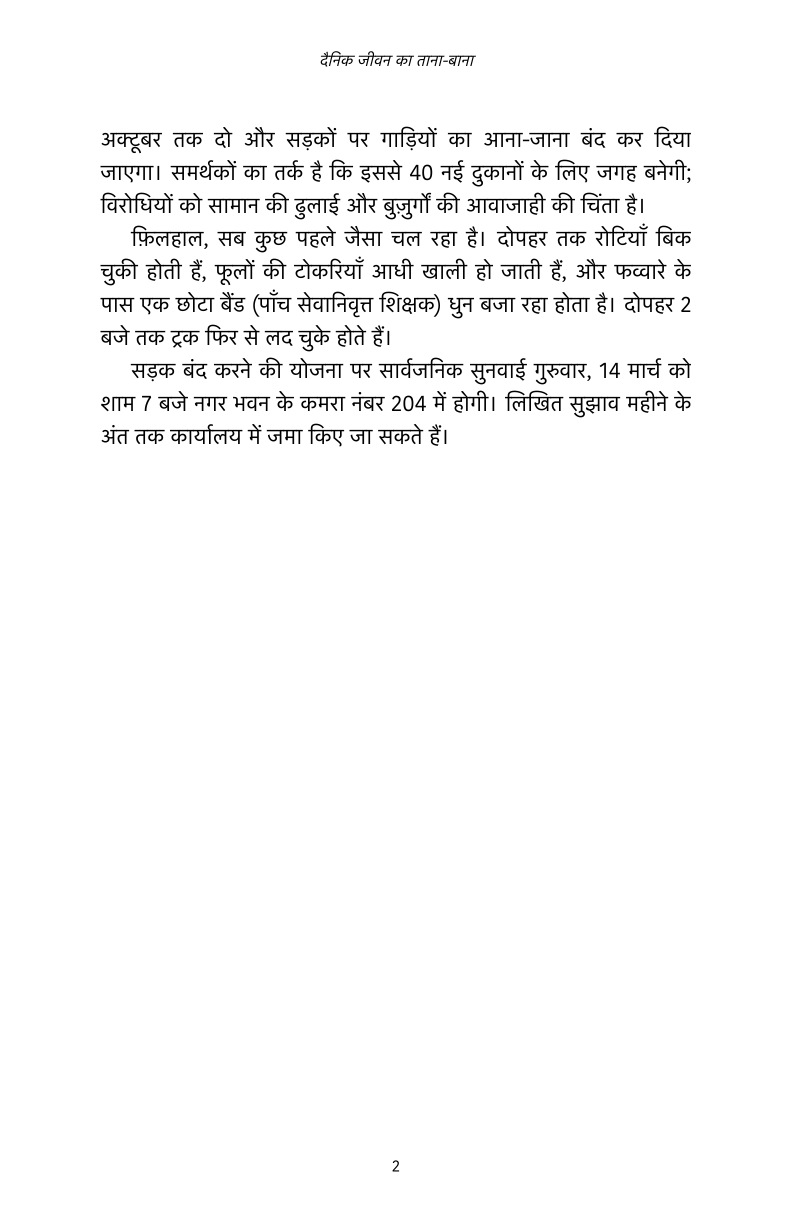 दैनिक जीवन का ताना-बाना
अक्टूबर तक दो और सड़कों पर गाड़ियों का आना-जाना बंद कर दिया
जाएगा। समर्थकों का तर्क है कि इससे 40 नई दुकानों के लिए जगह बनेगी;
विरोधियों को सामान की ढुलाई और बुज़ुर्गों की आवाजाही की चिंता है।
फ़िलहाल, सब कुछ पहले जैसा चल रहा है। दोपहर तक रोटियाँ बिक
चुकी होती हैं, फूलों की टोकरियाँ आधी खाली हो जाती हैं, और फव्वारे के
पास एक छोटा बैंड (पाँच सेवानिवृत्त शिक्षक) धुन बजा रहा होता है। दोपहर 2
बजे तक ट्रक फिर से लद चुके होते हैं।
सड़क बंद करने की योजना पर सार्वजनिक सुनवाई गुरुवार, 14 मार्च को
शाम 7 बजे नगर भवन के कमरा नंबर 204 में होगी। लिखित सुझाव महीने के
अंत तक कार्यालय में जमा किए जा सकते हैं।
2